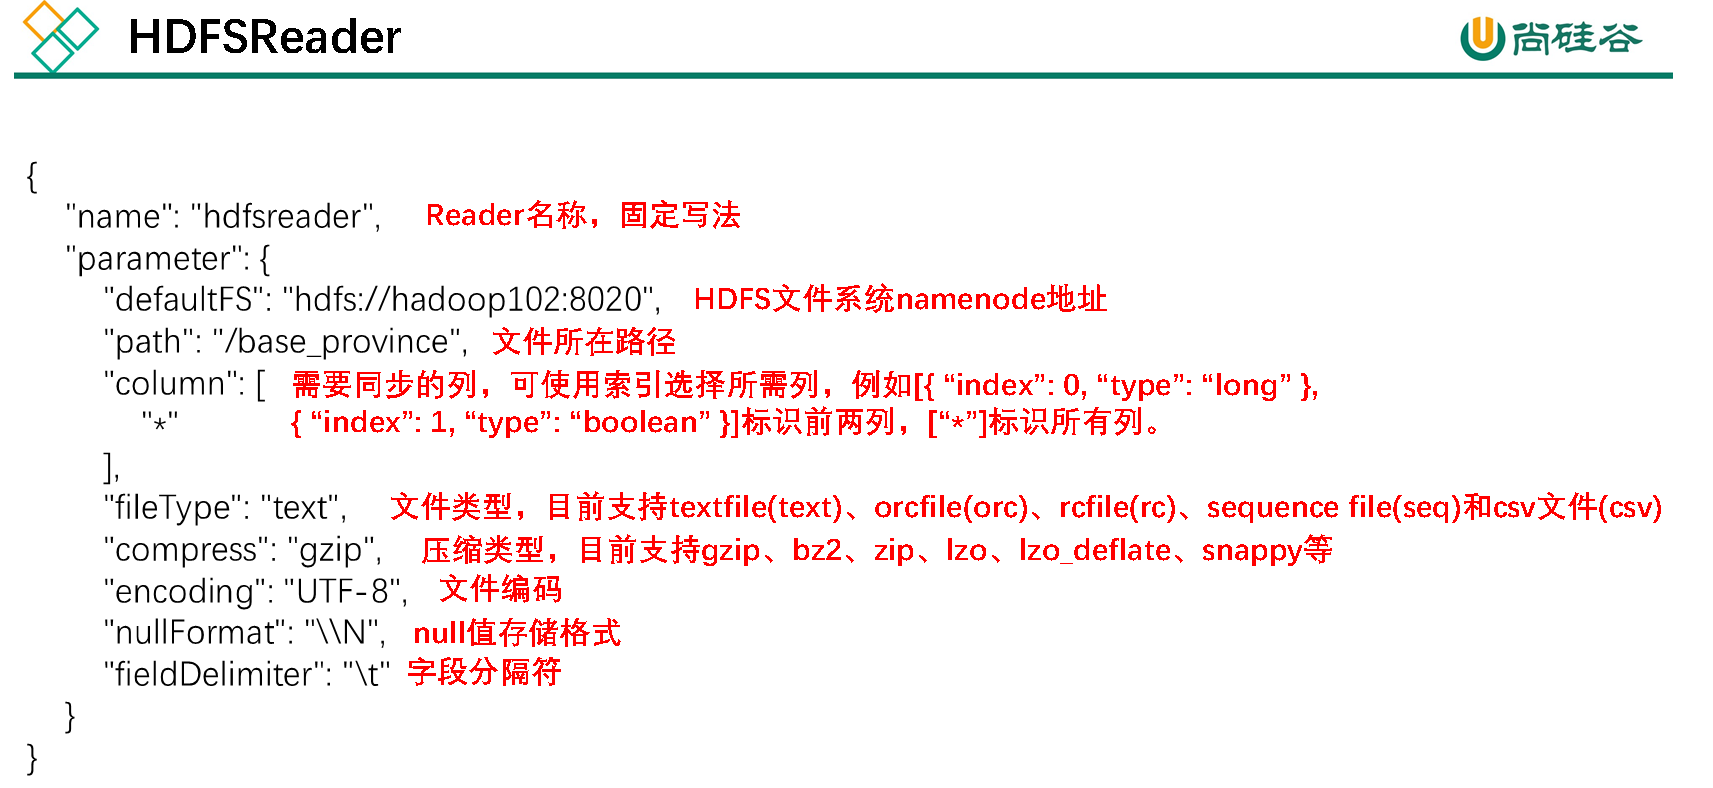 HDFSReader
尚硅谷
{
"name": "hdfsreader", Reader名称，固定写法
"parameter": {
"defaultFS": "hdfs://hadoop102:8020", HDFS文件系统namenode地址
"path": "/base_province", 文件所在路径
"column": [ 需要同步的列，可使用索引选择所需列，例如[{ “index”: 0, “type”: “long” },
"*" { “index”: 1, “type”: “boolean” }]标识前两列，[“*”]标识所有列。
],
"fileType": "text", 文件类型，目前支持textfile(text)、orcfile(orc)、rcfile(rc)、sequence file(seq)和csv文件(csv)
"compress": "gzip", 压缩类型，目前支持gzip、bz2、zip、lzo、lzo_deflate、snappy等
"encoding": "UTF-8", 文件编码
"nullFormat": "\\N", null值存储格式
"fieldDelimiter": "\t" 字段分隔符
}
}